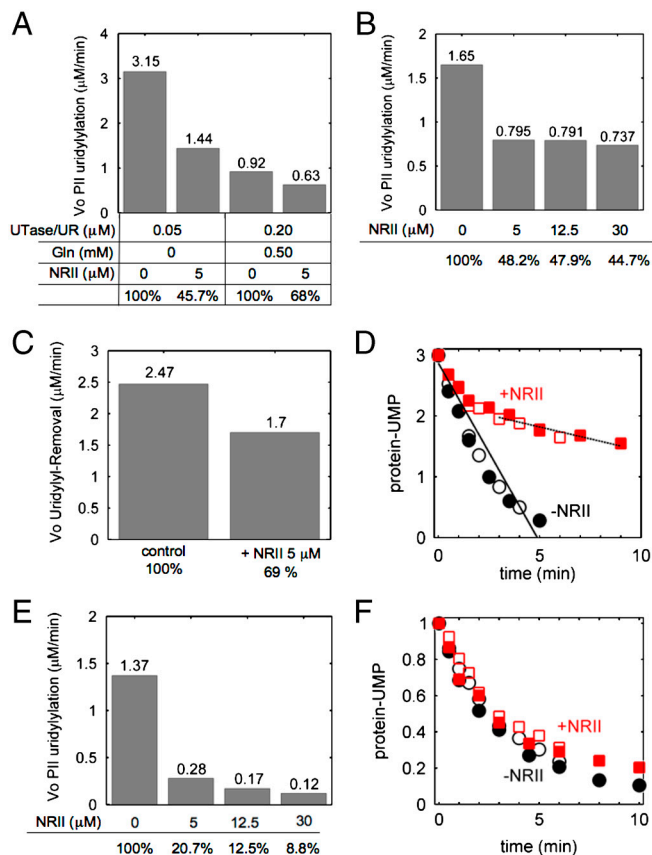 A
Vo PII uridylylation (μM/min)
4
3
2
1
0
3.15
1.44
0.92
0.63
UTase/UR (μM) 0.05 0.20
Gln (mM) 0 0.50
NRII (μM) 0 5 0 5
100% 45.7% 100% 68%
B
Vo PII uridylylation (μM/min)
2
1.5
1
0.5
0
1.65
0.795
0.791
0.737
NRII (μM) 0 5 12.5 30
100% 48.2% 47.9% 44.7%
C
Vo Uridylyl-Removal (μM/min)
3
2.5
2
1.5
1
0.5
0
2.47
1.7
control + NRII 5 μM
100% 69 %
D
protein-UMP
3
2
1
0
+NRII
-NRII
0 5 10
time (min)
E
Vo PII uridylylation (μM/min)
2
1.5
1
0.5
0
1.37
0.28
0.17
0.12
NRII (μM) 0 5 12.5 30
100% 20.7% 12.5% 8.8%
F
protein-UMP
1
0.8
0.6
0.4
0.2
0
+NRII
-NRII
0 5 10
time (min)